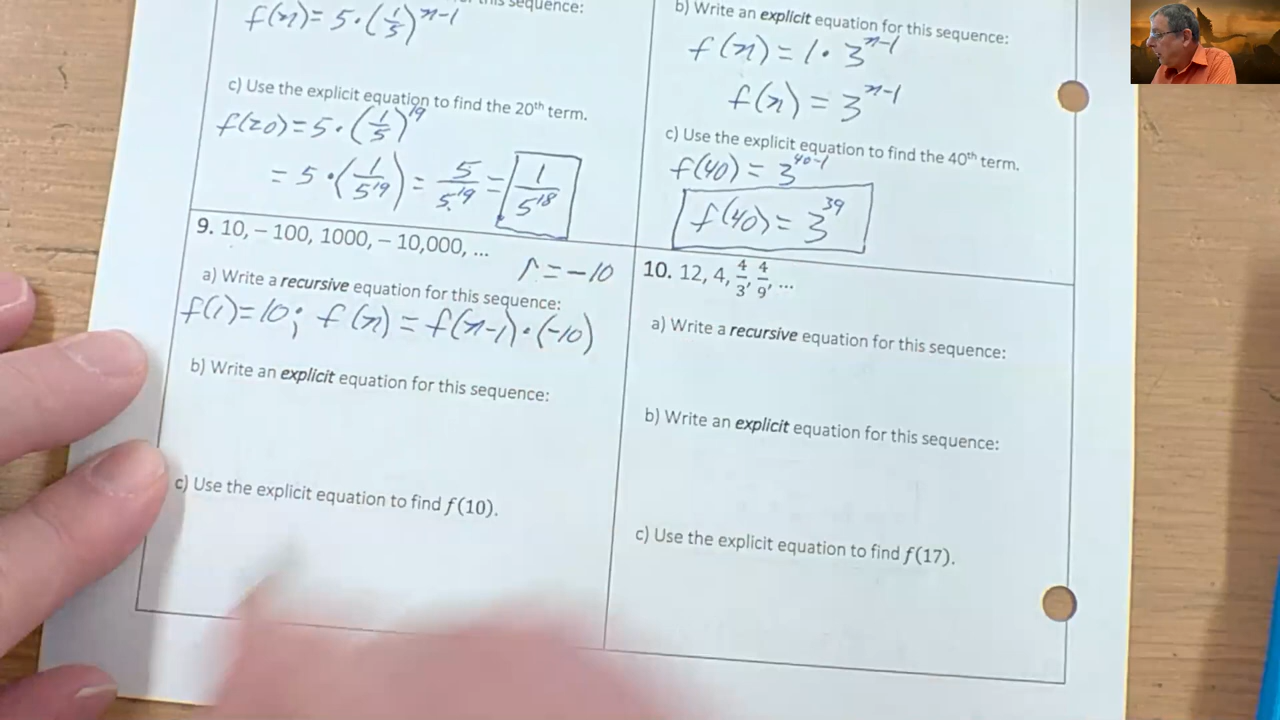 sequence:
f(n) = 5·(1/5)^(n-1)
c) Use the explicit equation to find the 20th term.
f(20) = 5·(1/5)^19
= 5·(1/5^19) = 5/5^19 = 1/5^18
b) Write an explicit equation for this sequence:
f(n) = 1·3^(n-1)
f(n) = 3^(n-1)
c) Use the explicit equation to find the 40th term.
f(40) = 3^(40-1)
f(40) = 3^39
9. 10, – 100, 1000, – 10,000, ...
r = -10
a) Write a recursive equation for this sequence:
f(1) = 10; f(n) = f(n-1)·(-10)
b) Write an explicit equation for this sequence:
c) Use the explicit equation to find f(10).
10. 12, 4, 4/3, 4/9, ...
a) Write a recursive equation for this sequence:
b) Write an explicit equation for this sequence:
c) Use the explicit equation to find f(17).